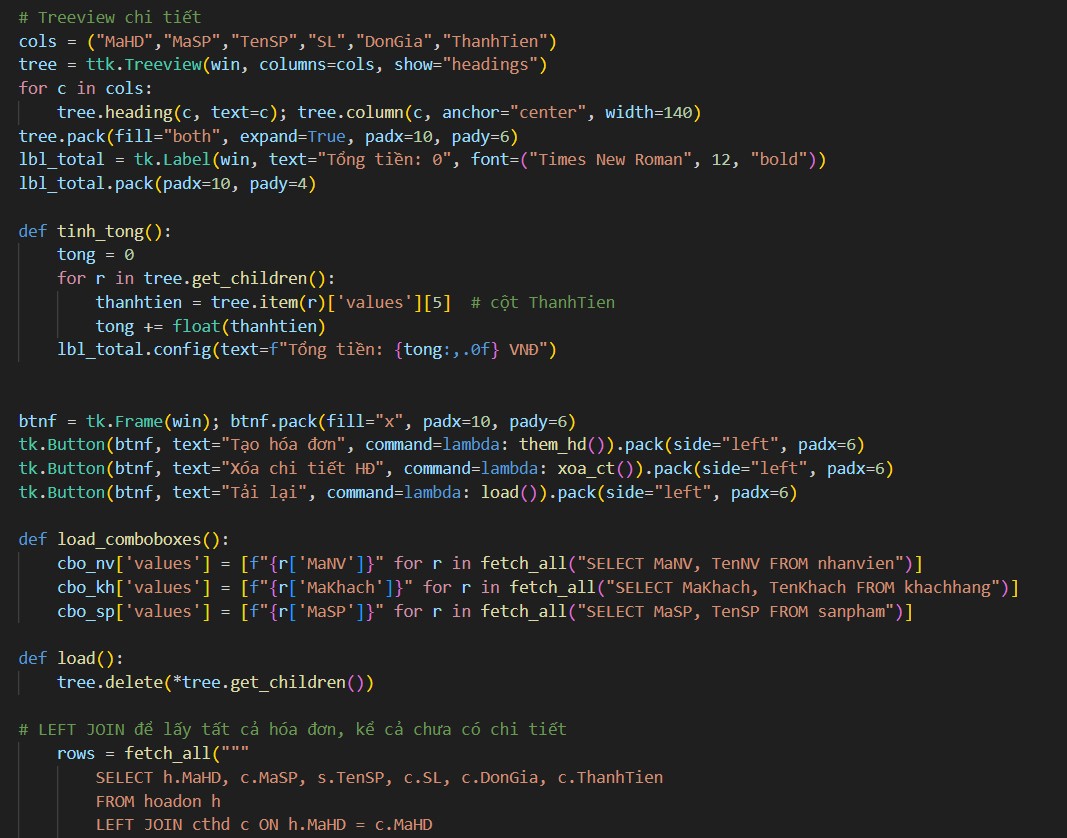 # Treeview chi tiết
cols = ("MaHD","MaSP","TenSP","SL","DonGia","ThanhTien")
tree = ttk.Treeview(win, columns=cols, show="headings")
for c in cols:
    tree.heading(c, text=c); tree.column(c, anchor="center", width=140)
tree.pack(fill="both", expand=True, padx=10, pady=6)
lbl_total = tk.Label(win, text="Tổng tiền: 0", font=("Times New Roman", 12, "bold"))
lbl_total.pack(padx=10, pady=4)

def tinh_tong():
    tong = 0
    for r in tree.get_children():
        thanhtien = tree.item(r)['values'][5]  # cột ThanhTien
        tong += float(thanhtien)
    lbl_total.config(text=f"Tổng tiền: {tong:,.0f} VNĐ")


btnf = tk.Frame(win); btnf.pack(fill="x", padx=10, pady=6)
tk.Button(btnf, text="Tạo hóa đơn", command=lambda: them_hd()).pack(side="left", padx=6)
tk.Button(btnf, text="Xóa chi tiết HĐ", command=lambda: xoa_ct()).pack(side="left", padx=6)
tk.Button(btnf, text="Tải lại", command=lambda: load()).pack(side="left", padx=6)

def load_comboboxes():
    cbo_nv['values'] = [f"{r['MaNV']}" for r in fetch_all("SELECT MaNV, TenNV FROM nhanvien")]
    cbo_kh['values'] = [f"{r['MaKhach']}" for r in fetch_all("SELECT MaKhach, TenKhach FROM khachhang")]
    cbo_sp['values'] = [f"{r['MaSP']}" for r in fetch_all("SELECT MaSP, TenSP FROM sanpham")]

def load():
    tree.delete(*tree.get_children())

# LEFT JOIN để lấy tất cả hóa đơn, kể cả chưa có chi tiết
    rows = fetch_all("""
        SELECT h.MaHD, c.MaSP, s.TenSP, c.SL, c.DonGia, c.ThanhTien
        FROM hoadon h
        LEFT JOIN cthd c ON h.MaHD = c.MaHD